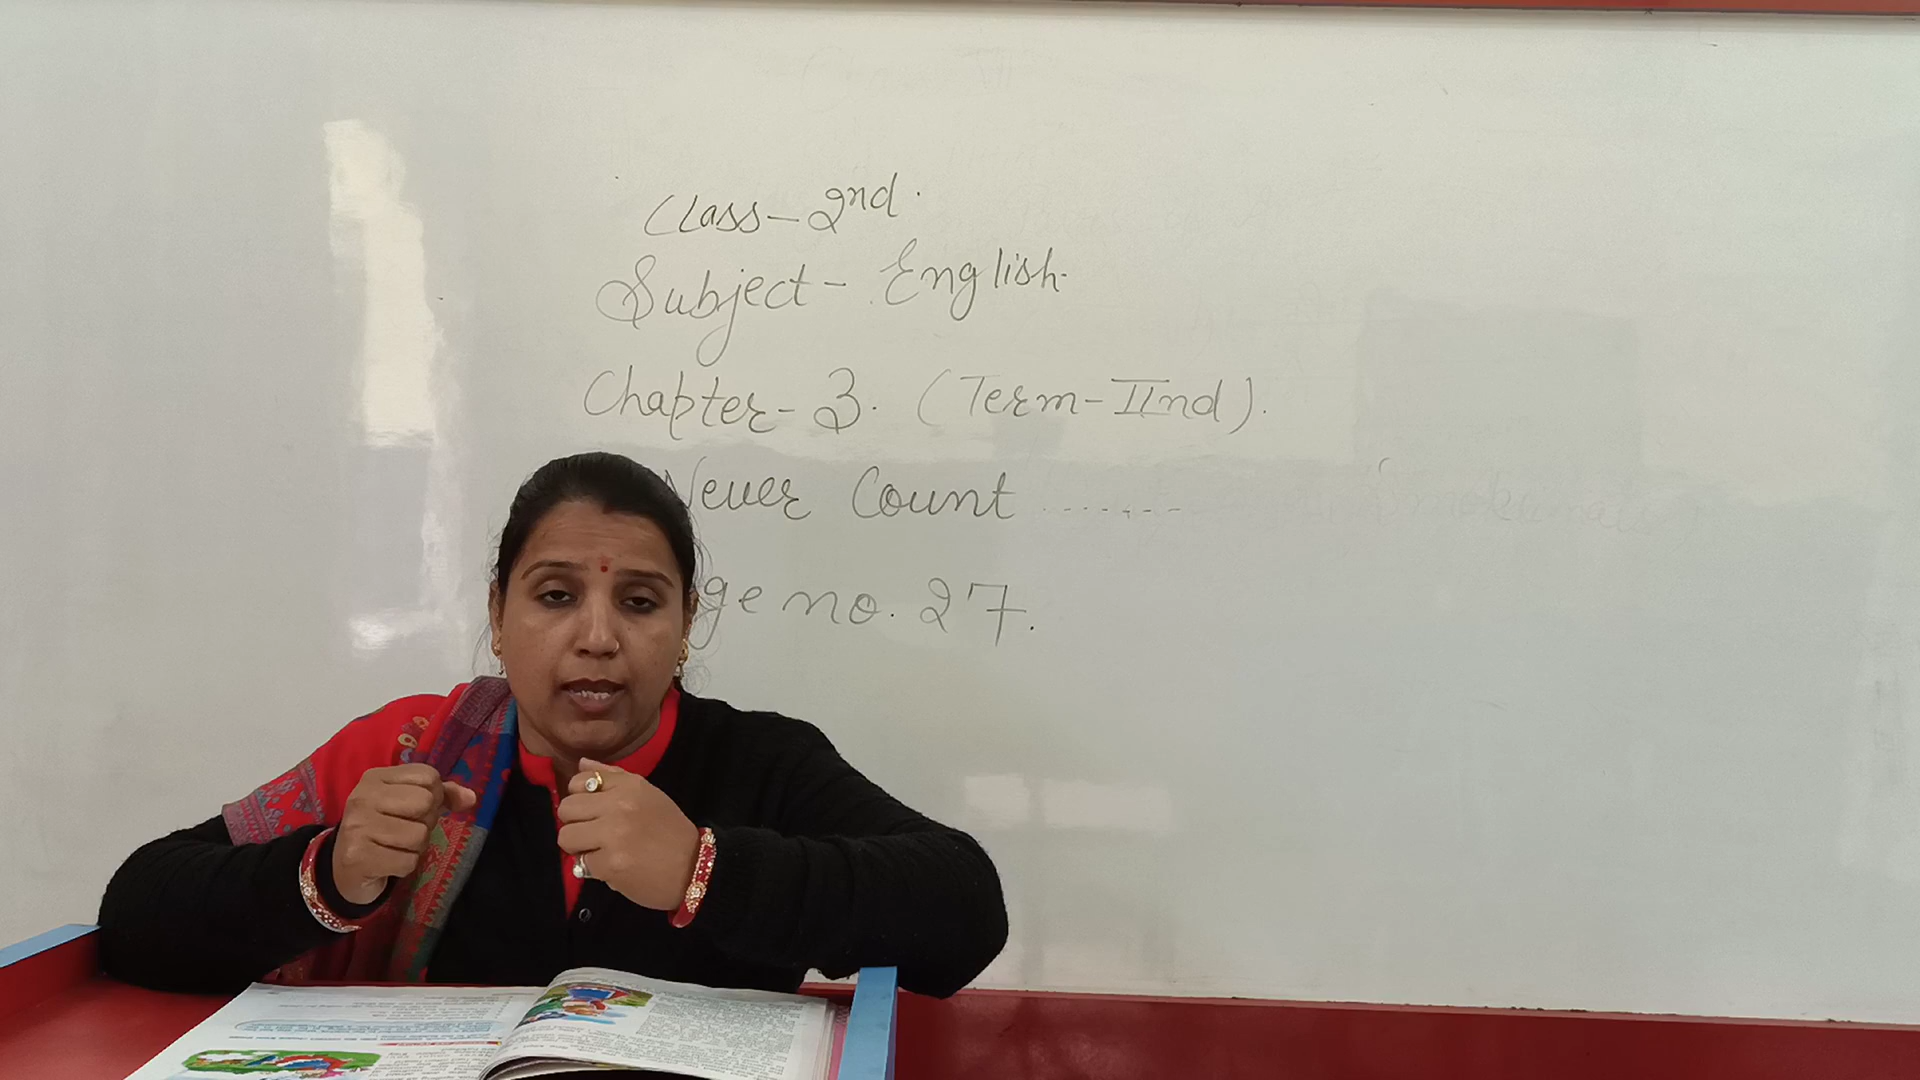 Class - 2nd.
Subject - English.
Chapter - 3. (Term - IInd).
Never Count .......
ge no. 27.